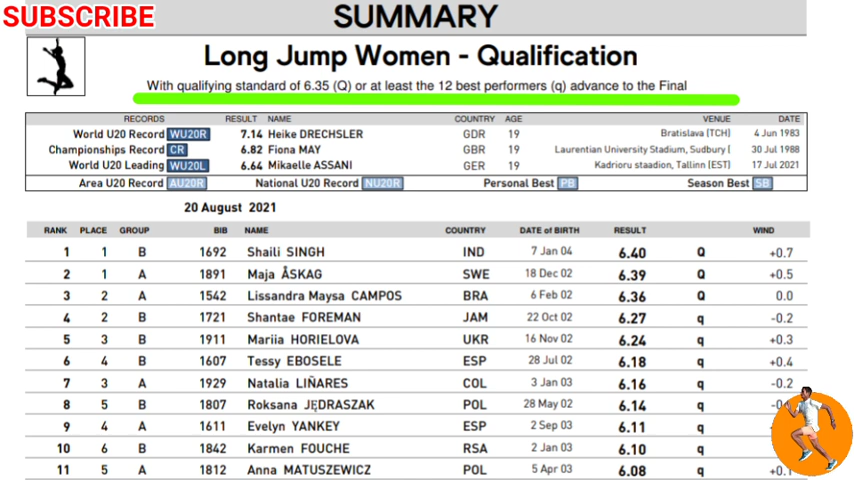 SUBSCRIBE
SUMMARY
Long Jump Women - Qualification
With qualifying standard of 6.35 (Q) or at least the 12 best performers (q) advance to the Final
RECORDS RESULT NAME COUNTRY AGE VENUE DATE
World U20 Record WU20R 7.14 Heike DRECHSLER GDR 19 Bratislava (TCH) 4 Jun 1983
Championships Record CR 6.82 Fiona MAY GBR 19 Laurentian University Stadium, Sudbury ( 30 Jul 1988
World U20 Leading WU20L 6.64 Mikaelle ASSANI GER 19 Kadrioru staadion, Tallinn (EST) 17 Jul 2021
Area U20 Record AU20R National U20 Record NU20R Personal Best PB Season Best SB
20 August 2021
RANK PLACE GROUP BIB NAME COUNTRY DATE of BIRTH RESULT WIND
1 1 B 1692 Shaili SINGH IND 7 Jan 04 6.40 Q +0.7
2 1 A 1891 Maja ÅSKAG SWE 18 Dec 02 6.39 Q +0.5
3 2 A 1542 Lissandra Maysa CAMPOS BRA 6 Feb 02 6.36 Q 0.0
4 2 B 1721 Shantae FOREMAN JAM 22 Oct 02 6.27 q -0.2
5 3 B 1911 Mariia HORIELOVA UKR 16 Nov 02 6.24 q +0.3
6 4 B 1607 Tessy EBOSELE ESP 28 Jul 02 6.18 q +0.4
7 3 A 1929 Natalia LIÑARES COL 3 Jan 03 6.16 q -0.2
8 5 B 1807 Roksana JĘDRASZAK POL 28 May 02 6.14 q
9 4 A 1611 Evelyn YANKEY ESP 2 Sep 03 6.11 q
10 6 B 1842 Karmen FOUCHE RSA 2 Jan 03 6.10 q
11 5 A 1812 Anna MATUSZEWICZ POL 5 Apr 03 6.08 q +0.1